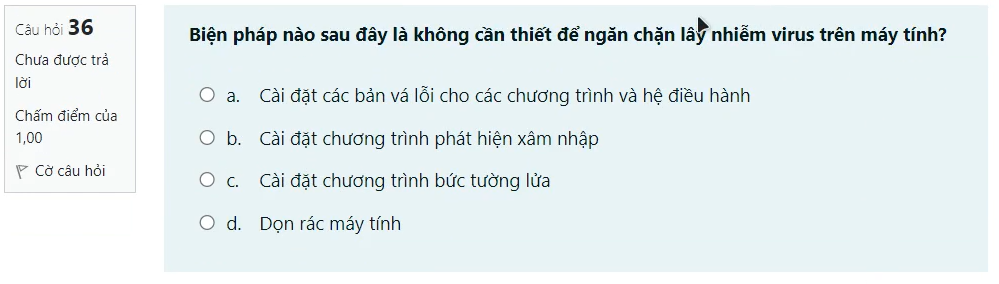 Câu hỏi 36
Chưa được trả
lời
Chấm điểm của
1,00
Cờ câu hỏi
Biện pháp nào sau đây là không cần thiết để ngăn chặn lây nhiễm virus trên máy tính?
a. Cài đặt các bản vá lỗi cho các chương trình và hệ điều hành
b. Cài đặt chương trình phát hiện xâm nhập
c. Cài đặt chương trình bức tường lửa
d. Dọn rác máy tính